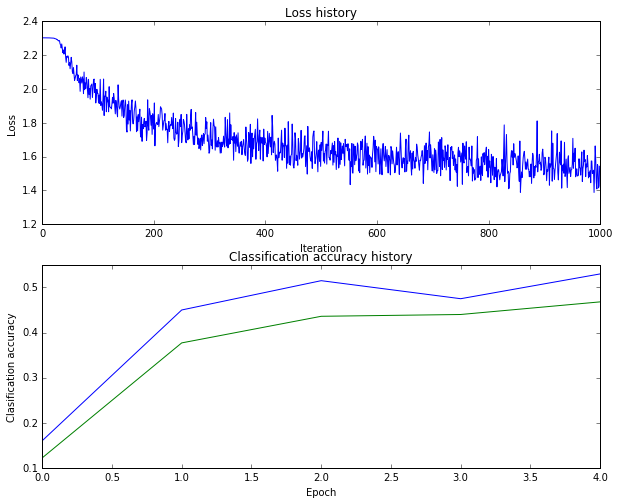 Loss history
2.4
2.2
2.0
1.8
1.6
1.4
1.2
Loss
0 200 400 600 800 1000
Iteration
Classification accuracy history
0.5
0.4
0.3
0.2
0.1
Clasification accuracy
0.0 0.5 1.0 1.5 2.0 2.5 3.0 3.5 4.0
Epoch